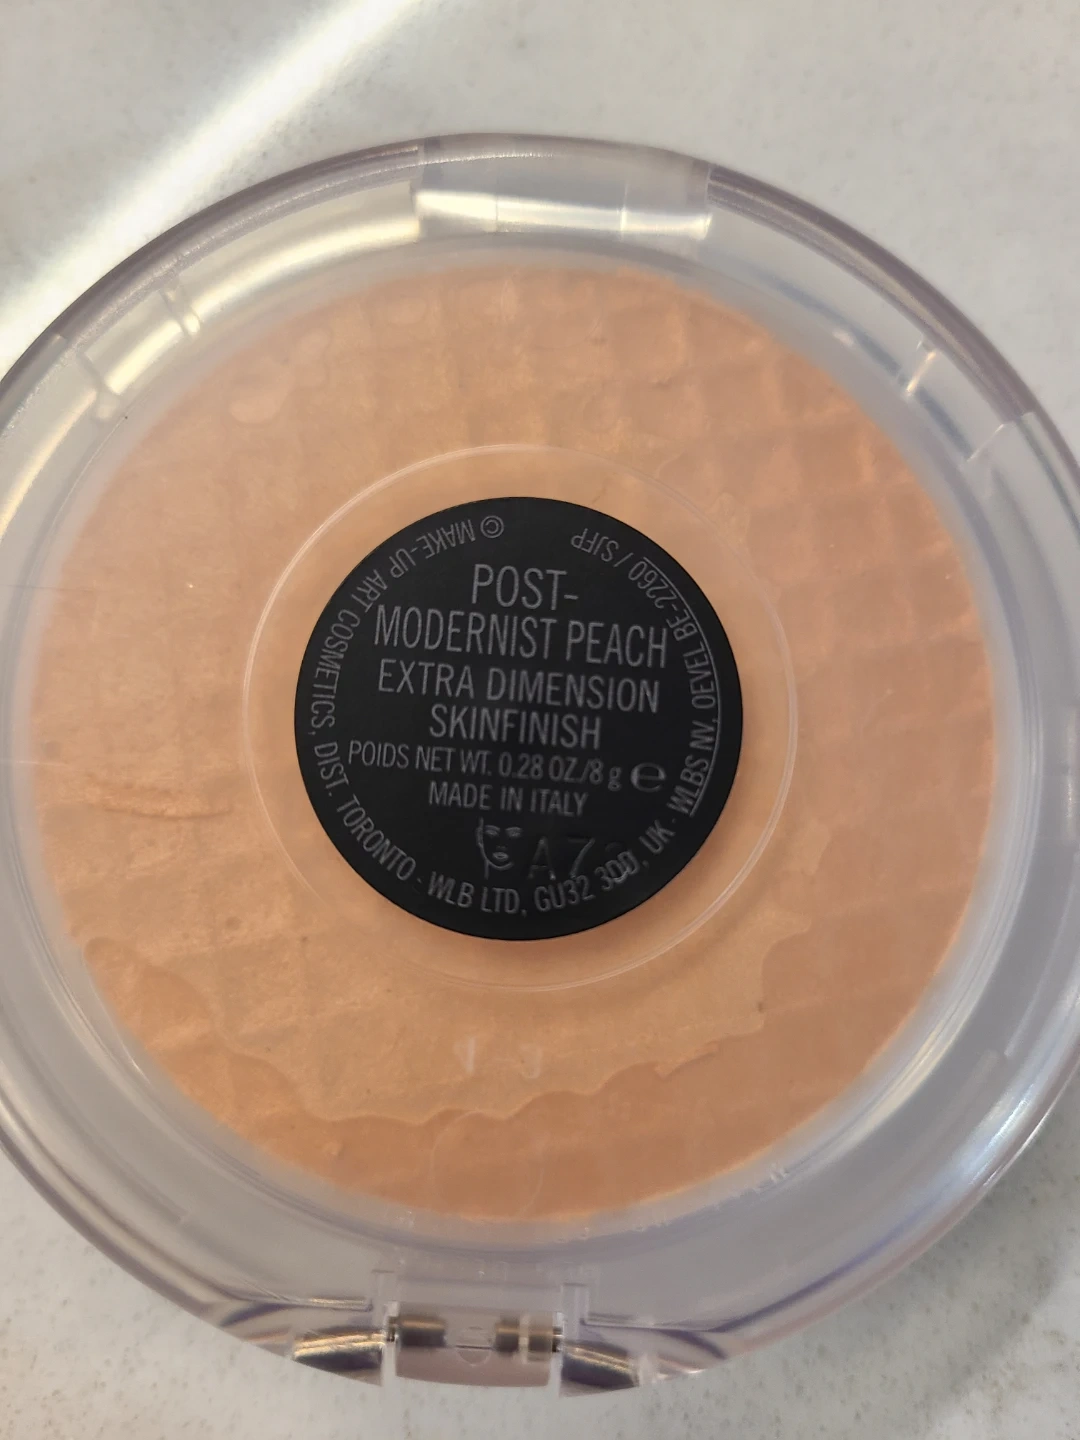 POST-
MODERNIST PEACH
EXTRA DIMENSION
SKINFINISH
POIDS NET WT. 0.28 OZ./8 g ℮
MADE IN ITALY
© MAKE-UP ART COSMETICS, DIST. TORONTO · WLB LTD, GU32 3DD, UK · WLBS NV, OEVEL BE-2260 / SJFP